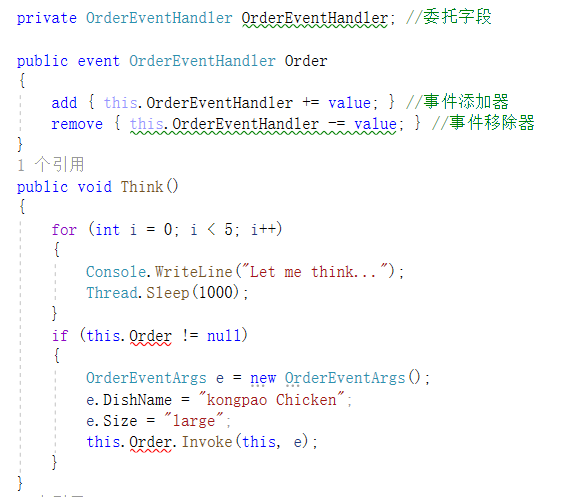 private OrderEventHandler OrderEventHandler; //委托字段
public event OrderEventHandler Order
{
add { this.OrderEventHandler += value; } //事件添加器
remove { this.OrderEventHandler -= value; } //事件移除器
}
1 个引用
public void Think()
{
for (int i = 0; i < 5; i++)
{
Console.WriteLine("Let me think...");
Thread.Sleep(1000);
}
if (this.Order != null)
{
OrderEventArgs e = new OrderEventArgs();
e.DishName = "kongpao Chicken";
e.Size = "large";
this.Order.Invoke(this, e);
}
}